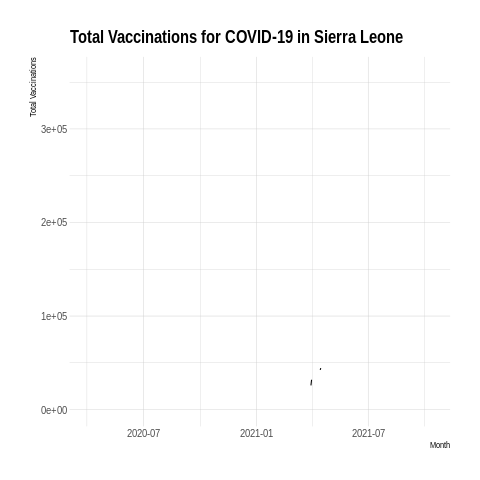 Total Vaccinations for COVID-19 in Sierra Leone
Total Vaccinations
3e+05
2e+05
1e+05
0e+00
2020-07 2021-01 2021-07
Month